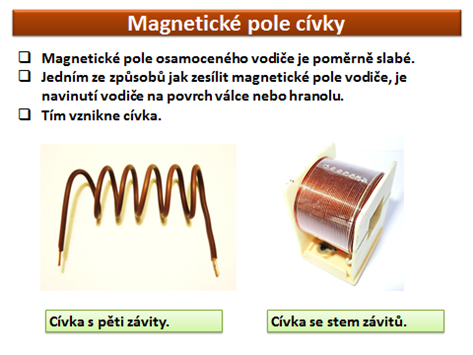 Magnetické pole cívky
❑ Magnetické pole osamoceného vodiče je poměrně slabé.
❑ Jedním ze způsobů jak zesílit magnetické pole vodiče, je
navinutí vodiče na povrch válce nebo hranolu.
❑ Tím vznikne cívka.
Cívka s pěti závity.
Cívka se stem závitů.